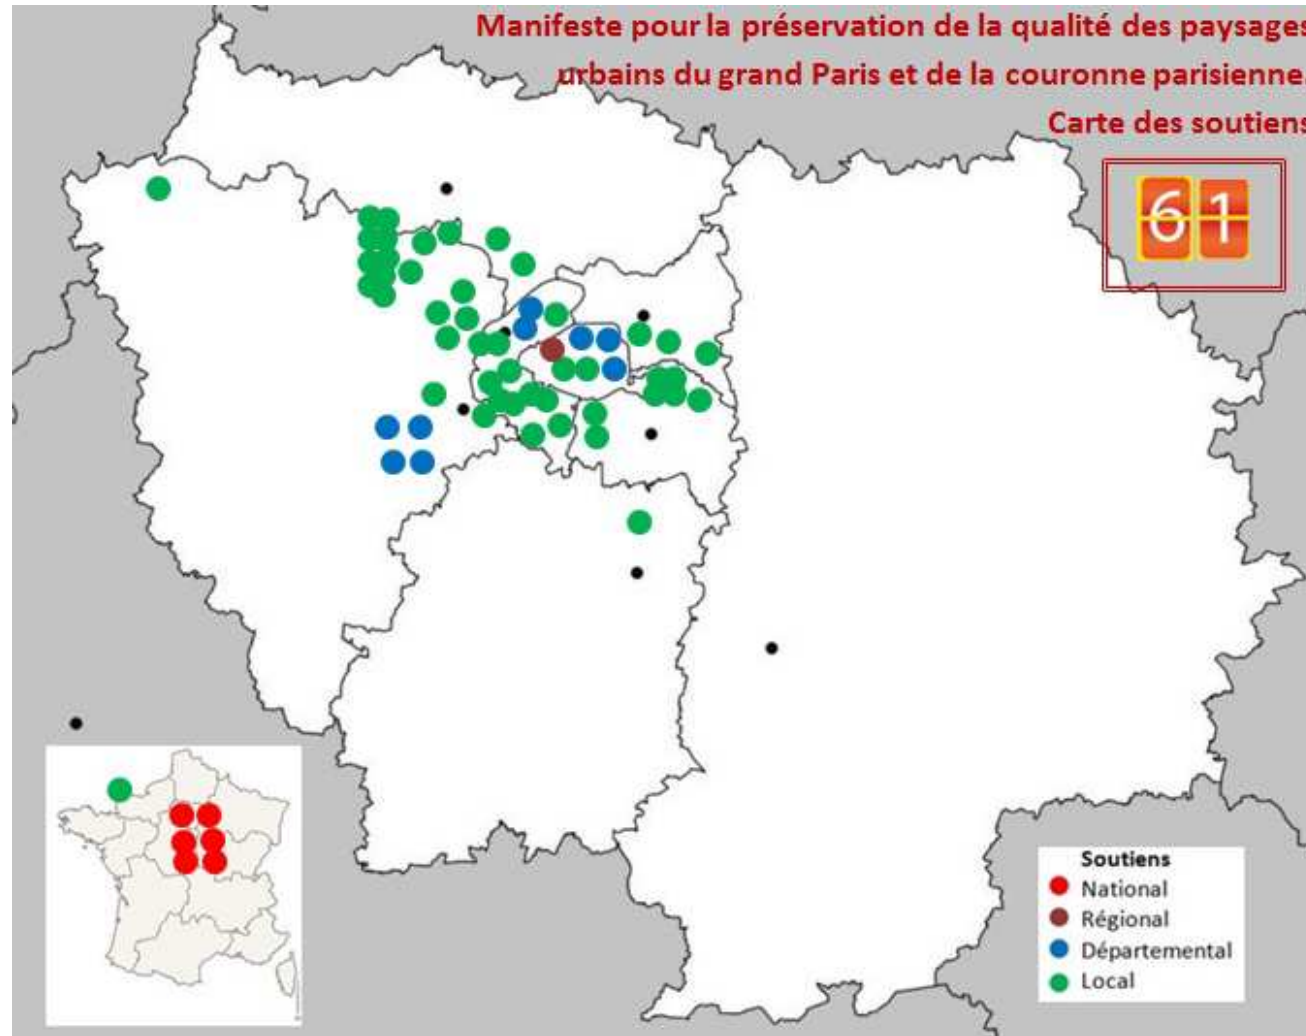 Manifeste pour la préservation de la qualité des paysages
urbains du grand Paris et de la couronne parisienne
Carte des soutiens
61
Soutiens
National
Régional
Départemental
Local